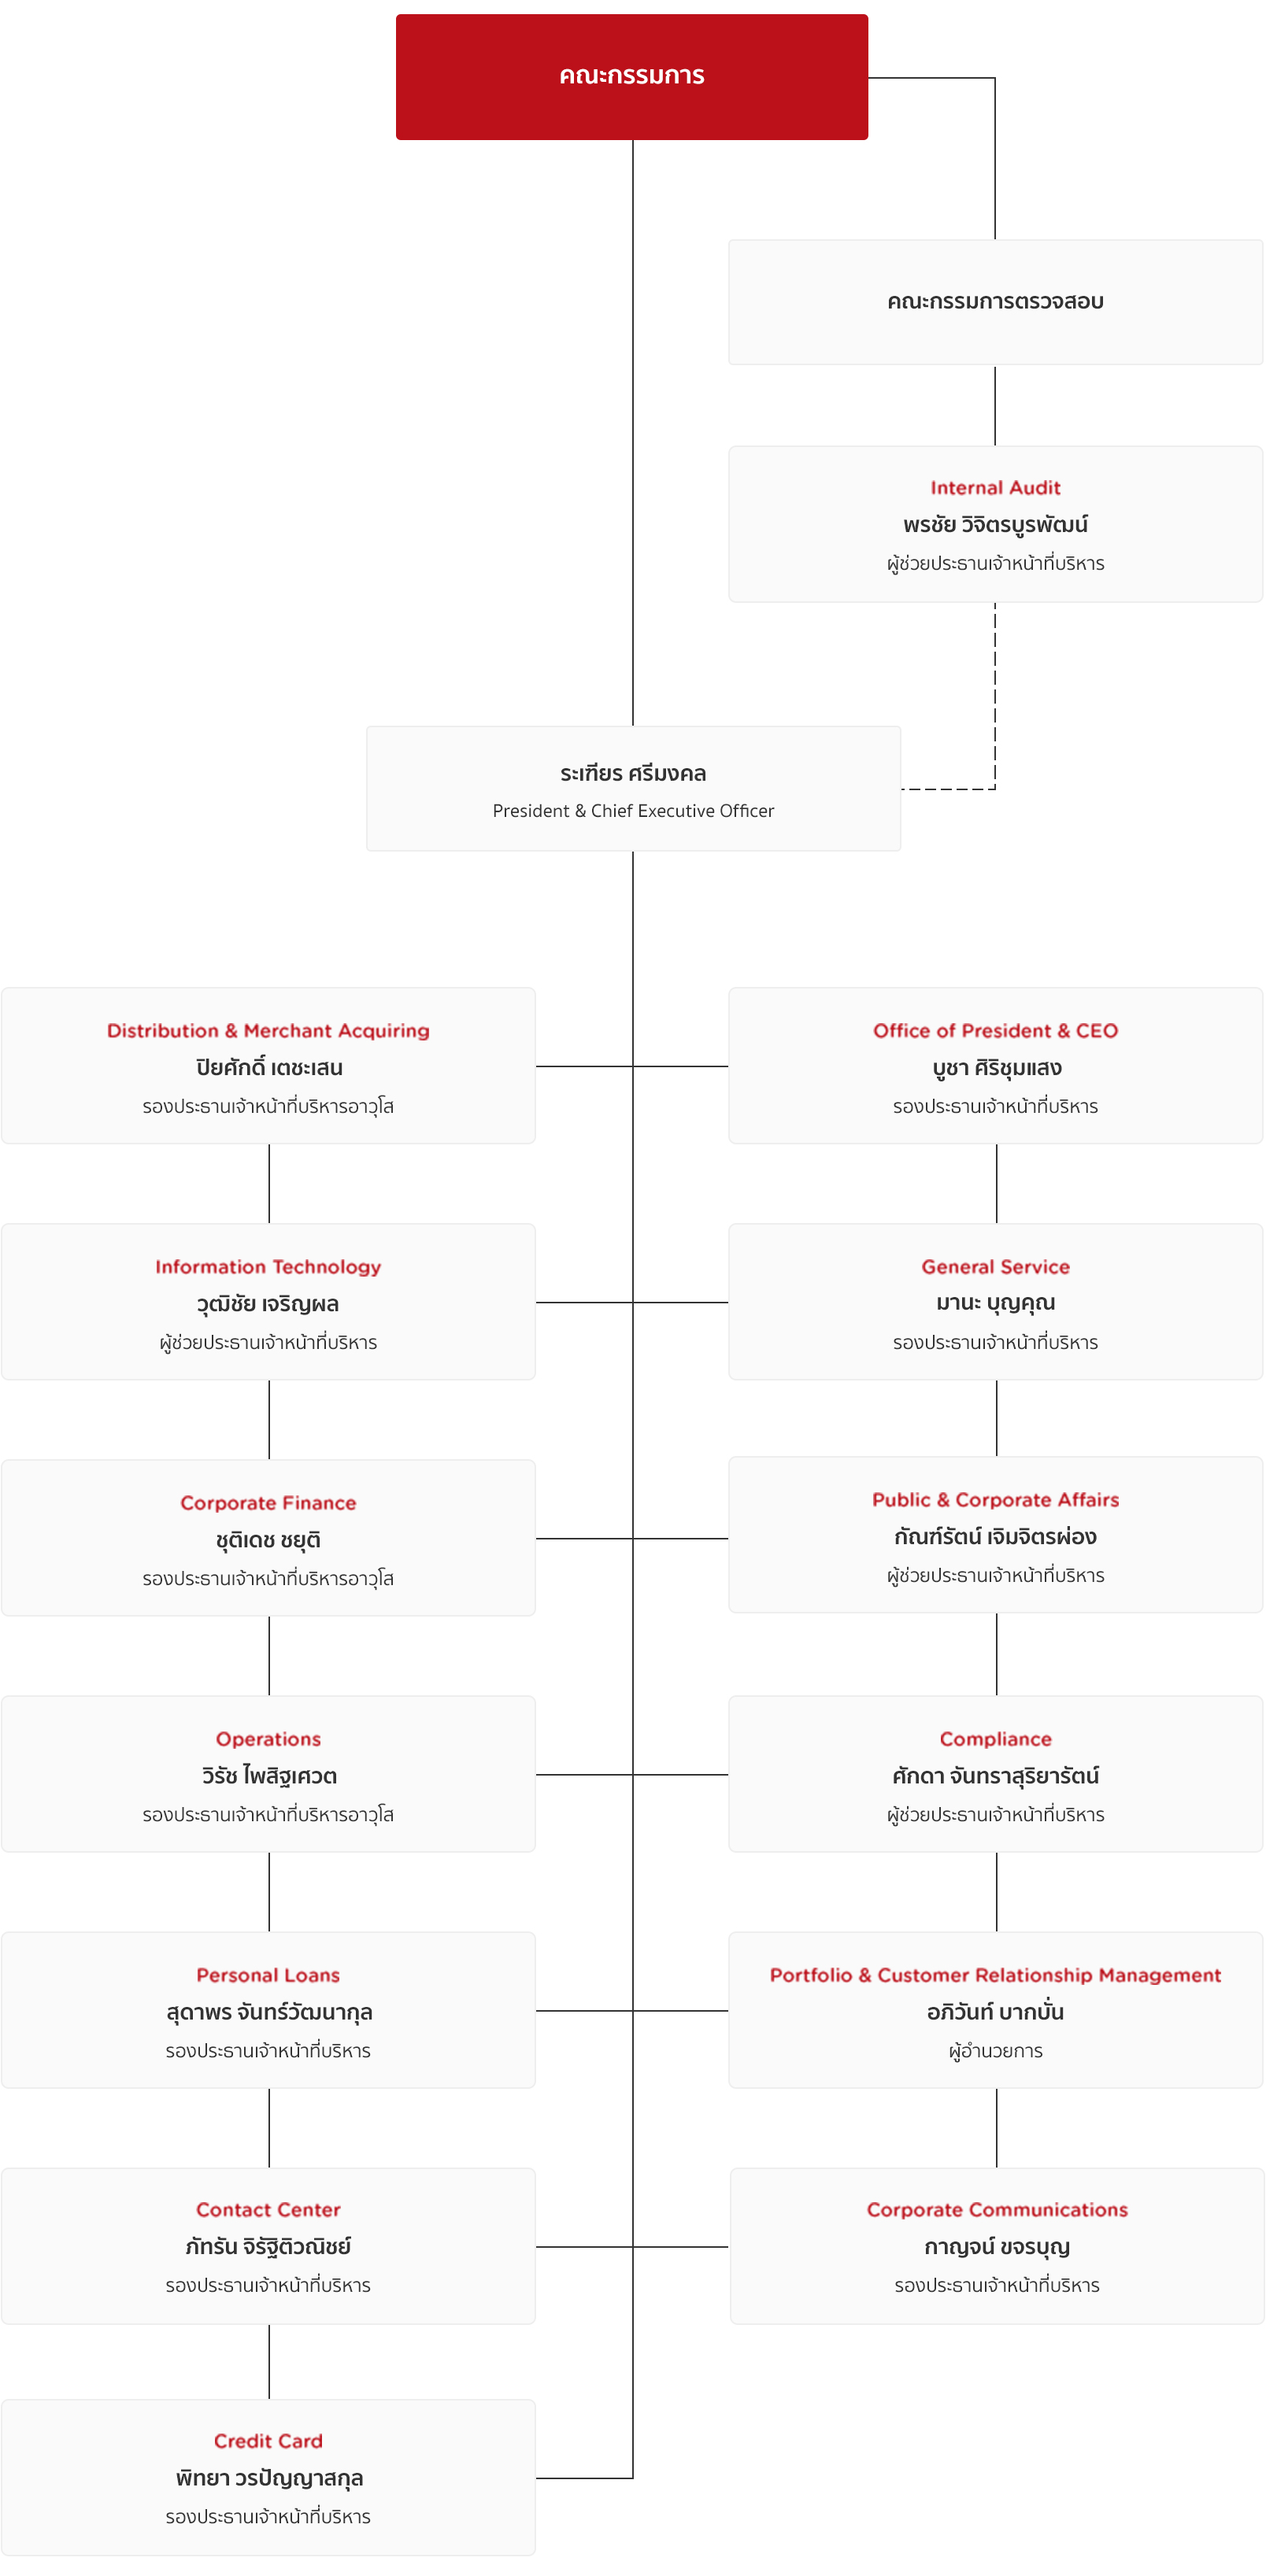 คณะกรรมการ
คณะกรรมการตรวจสอบ
Internal Audit
พรชัย วิจิตรบูรพัฒน์
ผู้ช่วยประธานเจ้าหน้าที่บริหาร
ระเฑียร ศรีมงคล
President & Chief Executive Officer
Distribution & Merchant Acquiring
ปิยศักดิ์ เตชะเสน
รองประธานเจ้าหน้าที่บริหารอาวุโส
Office of President & CEO
บูชา ศิริชุมแสง
รองประธานเจ้าหน้าที่บริหาร
Information Technology
วุฒิชัย เจริญผล
ผู้ช่วยประธานเจ้าหน้าที่บริหาร
General Service
มานะ บุญคุณ
รองประธานเจ้าหน้าที่บริหาร
Corporate Finance
ชุติเดช ชยุติ
รองประธานเจ้าหน้าที่บริหารอาวุโส
Public & Corporate Affairs
กัณฑ์รัตน์ เจิมจิตรผ่อง
ผู้ช่วยประธานเจ้าหน้าที่บริหาร
Operations
วิรัช ไพสิฐเศวต
รองประธานเจ้าหน้าที่บริหารอาวุโส
Compliance
ศักดา จันทราสุริยารัตน์
ผู้ช่วยประธานเจ้าหน้าที่บริหาร
Personal Loans
สุดาพร จันทร์วัฒนากุล
รองประธานเจ้าหน้าที่บริหาร
Portfolio & Customer Relationship Management
อภิวันท์ บากบั่น
ผู้อำนวยการ
Contact Center
ภัทรัน จิรัฐิติวณิชย์
รองประธานเจ้าหน้าที่บริหาร
Corporate Communications
กาญจน์ ขจรบุญ
รองประธานเจ้าหน้าที่บริหาร
Credit Card
พิทยา วรปัญญาสกุล
รองประธานเจ้าหน้าที่บริหาร